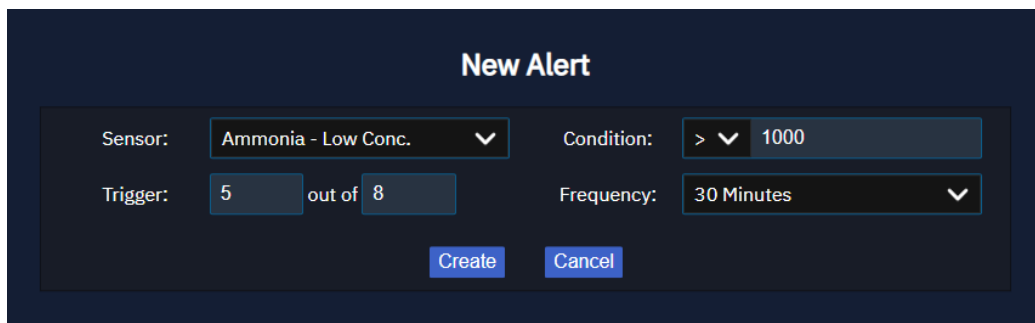 New Alert
Sensor: Ammonia - Low Conc. Condition: > 1000
Trigger: 5 out of 8 Frequency: 30 Minutes
Create Cancel